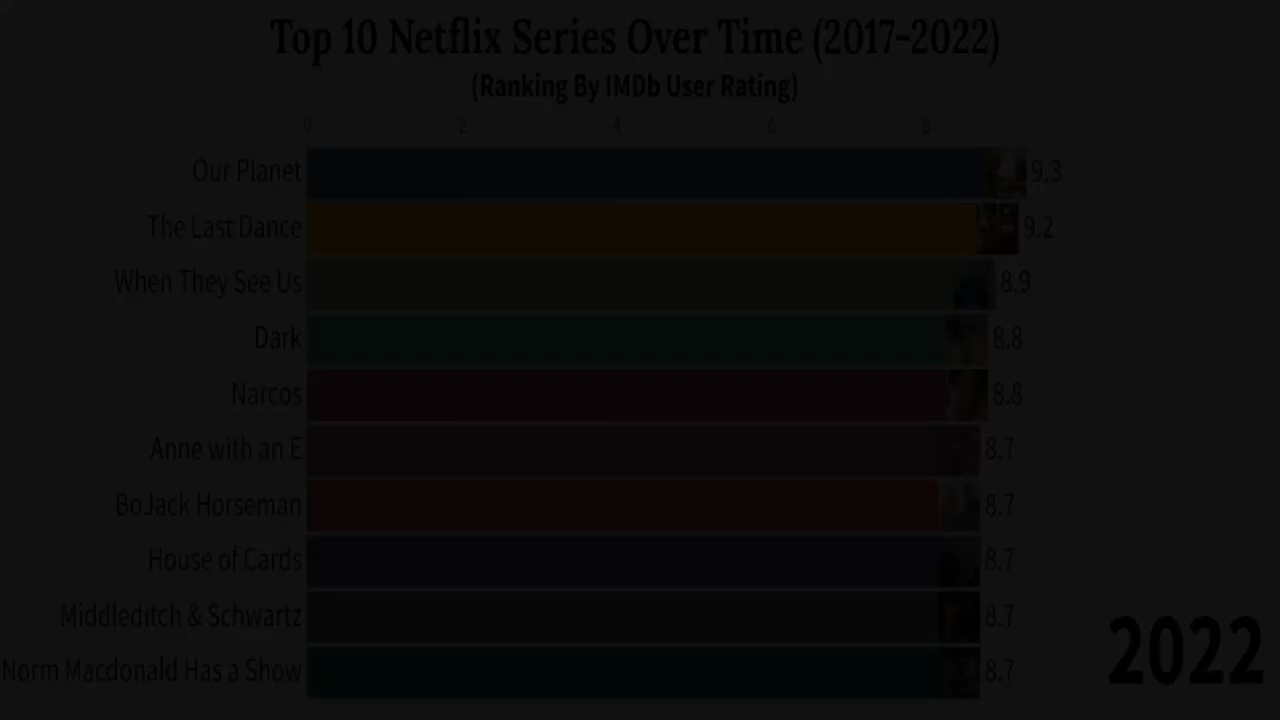 Top 10 Netflix Series Over Time (2017-2022)
(Ranking By IMDb User Rating)
0 2 4 6 8
Our Planet 9.3
The Last Dance 9.2
When They See Us 8.9
Dark 8.8
Narcos 8.8
Anne with an E 8.7
BoJack Horseman 8.7
House of Cards 8.7
Middleditch & Schwartz 8.7
Norm Macdonald Has a Show 8.7
2022